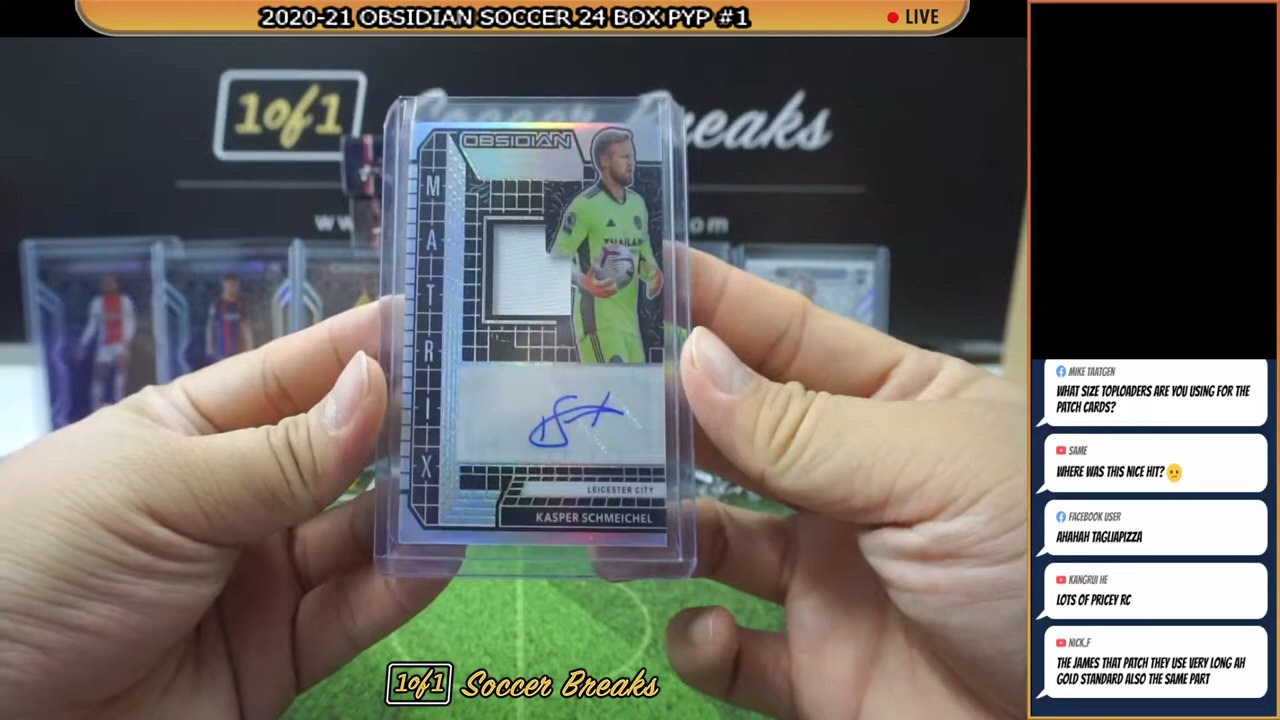 2020-21 OBSIDIAN SOCCER 24 BOX PYP #1
LIVE
1of1 Soccer Breaks
OBSIDIAN
MATRIX
THAILAND
LEICESTER CITY
KASPER SCHMEICHEL
1of1 Soccer Breaks
MIKE TAATGEN
WHAT SIZE TOPLOADERS ARE YOU USING FOR THE
PATCH CARDS?
SAME
WHERE WAS THIS NICE HIT?
FACEBOOK USER
AHAHAH TAGLIAPIZZA
KANGRUI HE
LOTS OF PRICEY RC
NICK.F
THE JAMES THAT PATCH THEY USE VERY LONG AH
GOLD STANDARD ALSO THE SAME PART